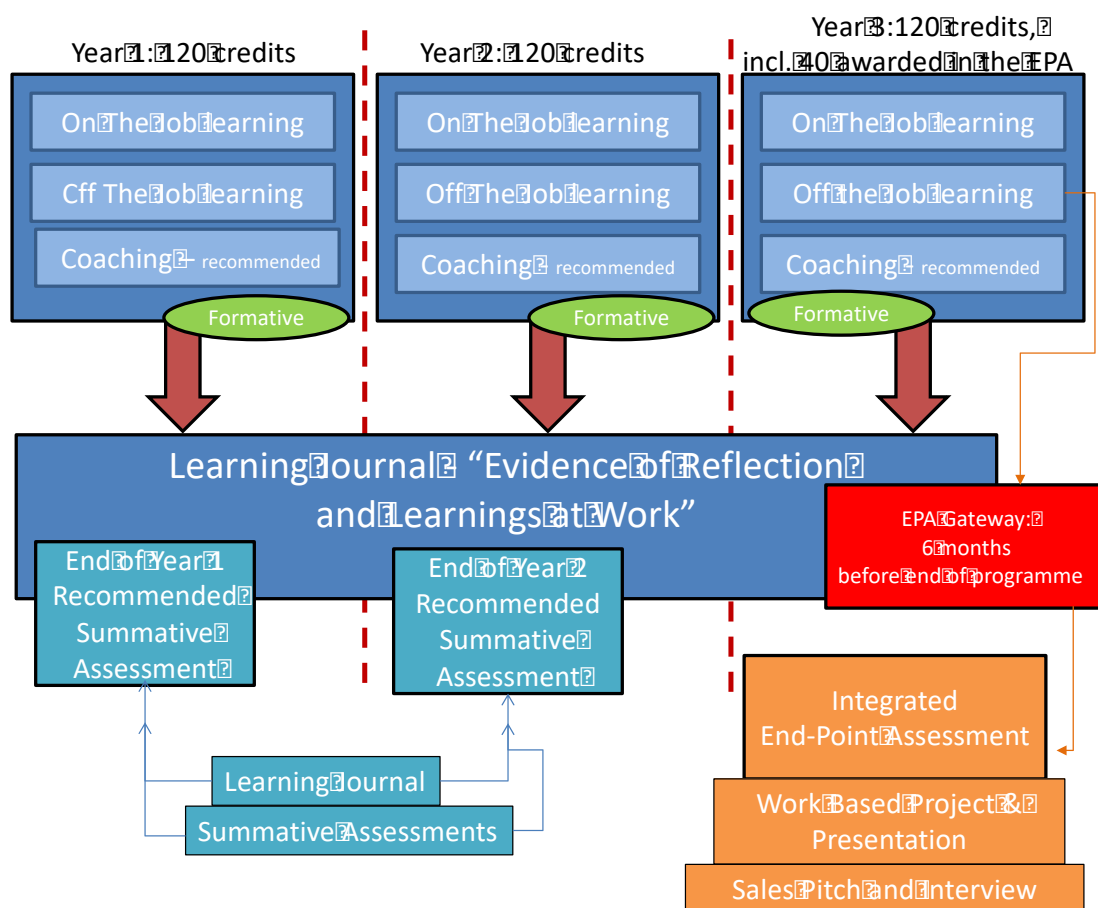 Year 1: 120 credits
Year 2: 120 credits
Year 3:120 credits,
incl. 40 awarded in the EPA
On The Job learning
Cff The Job learning
Coaching – recommended
Formative
On The Job learning
Off The Job learning
Coaching - recommended
Formative
On The Job learning
Off the Job learning
Coaching - recommended
Formative
Learning Journal - “Evidence of Reflection
and Learnings at Work”
EPA Gateway:
6 months
before end of programme
End of Year 1
Recommended
Summative
Assessment
End of Year 2
Recommended
Summative
Assessment
Learning Journal
Summative Assessments
Integrated
End-Point Assessment
Work Based Project &
Presentation
Sales Pitch and Interview